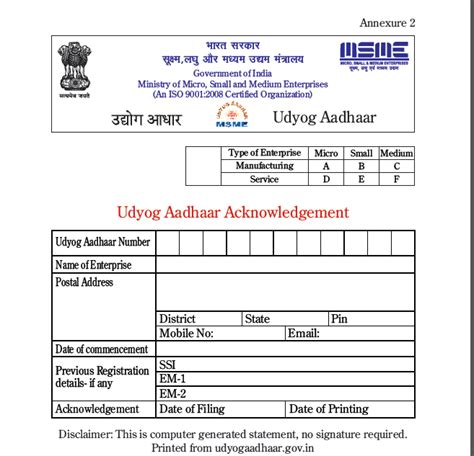 Annexure 2
भारत सरकार
सूक्ष्म,लघु और मध्यम उद्यम मंत्रालय
Government of India
Ministry of Micro, Small and Medium Enterprises
(An ISO 9001:2008 Certified Organization)
सत्यमेव जयते
MSME
MICRO, SMALL & MEDIUM ENTERPRISES
सूक्ष्म, लघु एवं मध्यम उद्यम
उद्योग आधार
MSME
Udyog Aadhaar
Type of Enterprise Micro Small Medium
Manufacturing A B C
Service D E F
Udyog Aadhaar Acknowledgement
Udyog Aadhaar Number
Name of Enterprise
Postal Address
District State Pin
Mobile No: Email:
Date of commencement
Previous Registration details- if any
SSI
EM-1
EM-2
Acknowledgement Date of Filing Date of Printing
Disclaimer: This is computer generated statement, no signature required.
Printed from udyogaadhaar.gov.in